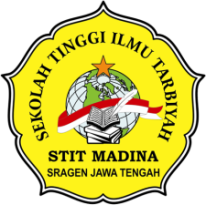 SEKOLAH TINGGI ILMU TARBIYAH
STIT MADINA
SRAGEN JAWA TENGAH